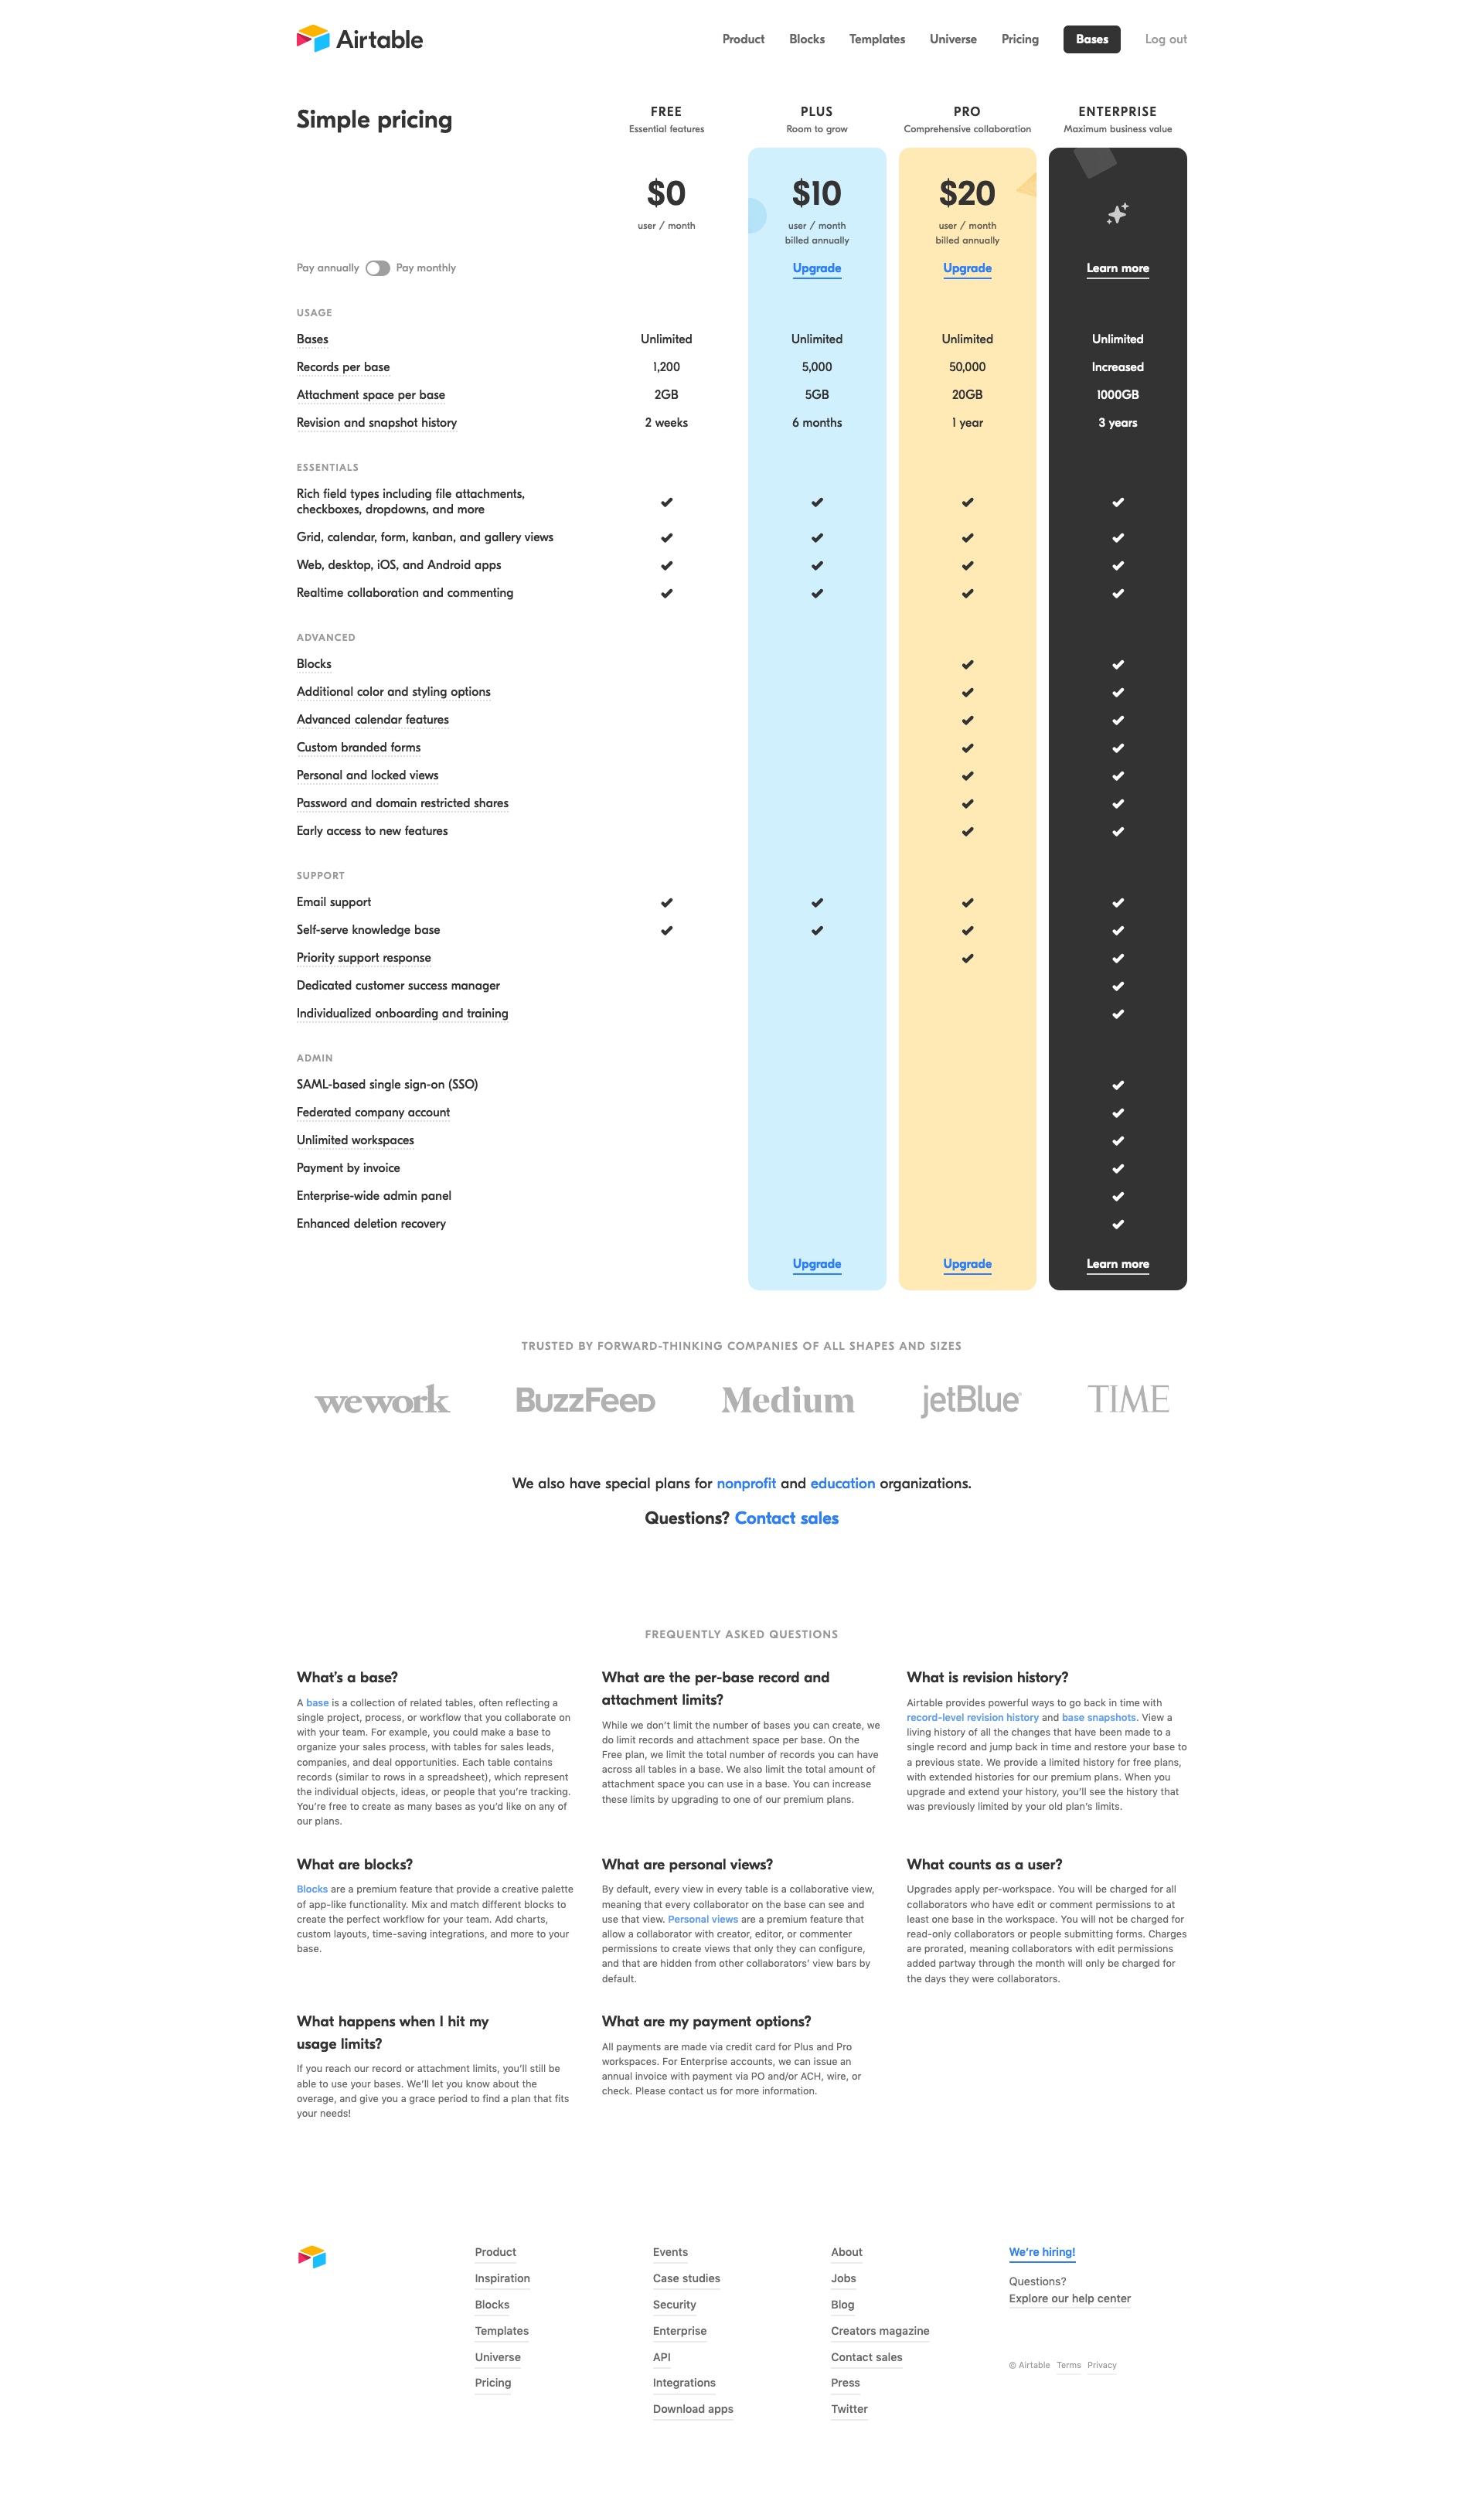 Airtable
Product Blocks Templates Universe Pricing Bases Log out
Simple pricing
FREE PLUS PRO ENTERPRISE
Essential features Room to grow Comprehensive collaboration Maximum business value
$0 $10 $20
user / month user / month user / month
billed annually billed annually
Pay annually Pay monthly Upgrade Upgrade Learn more
USAGE
Bases Unlimited Unlimited Unlimited Unlimited
Records per base 1,200 5,000 50,000 Increased
Attachment space per base 2GB 5GB 20GB 1000GB
Revision and snapshot history 2 weeks 6 months 1 year 3 years
ESSENTIALS
Rich field types including file attachments,
checkboxes, dropdowns, and more
Grid, calendar, form, kanban, and gallery views
Web, desktop, iOS, and Android apps
Realtime collaboration and commenting
ADVANCED
Blocks
Additional color and styling options
Advanced calendar features
Custom branded forms
Personal and locked views
Password and domain restricted shares
Early access to new features
SUPPORT
Email support
Self-serve knowledge base
Priority support response
Dedicated customer success manager
Individualized onboarding and training
ADMIN
SAML-based single sign-on (SSO)
Federated company account
Unlimited workspaces
Payment by invoice
Enterprise-wide admin panel
Enhanced deletion recovery
Upgrade Upgrade Learn more
TRUSTED BY FORWARD-THINKING COMPANIES OF ALL SHAPES AND SIZES
wework BuzzFeeD Medium jetBlue TIME
We also have special plans for nonprofit and education organizations.
Questions? Contact sales
FREQUENTLY ASKED QUESTIONS
What's a base?
A base is a collection of related tables, often reflecting a
single project, process, or workflow that you collaborate on
with your team. For example, you could make a base to
organize your sales process, with tables for sales leads,
companies, and deal opportunities. Each table contains
records (similar to rows in a spreadsheet), which represent
the individual objects, ideas, or people that you're tracking.
You're free to create as many bases as you'd like on any of
our plans.
What are the per-base record and
attachment limits?
While we don't limit the number of bases you can create, we
do limit records and attachment space per base. On the
Free plan, we limit the total number of records you can have
across all tables in a base. We also limit the total amount of
attachment space you can use in a base. You can increase
these limits by upgrading to one of our premium plans.
What is revision history?
Airtable provides powerful ways to go back in time with
record-level revision history and base snapshots. View a
living history of all the changes that have been made to a
single record and jump back in time and restore your base to
a previous state. We provide a limited history for free plans,
with extended histories for our premium plans. When you
upgrade and extend your history, you'll see the history that
was previously limited by your old plan's limits.
What are blocks?
Blocks are a premium feature that provide a creative palette
of app-like functionality. Mix and match different blocks to
create the perfect workflow for your team. Add charts,
custom layouts, time-saving integrations, and more to your
base.
What are personal views?
By default, every view in every table is a collaborative view,
meaning that every collaborator on the base can see and
use that view. Personal views are a premium feature that
allow a collaborator with creator, editor, or commenter
permissions to create views that only they can configure,
and that are hidden from other collaborators' view bars by
default.
What counts as a user?
Upgrades apply per-workspace. You will be charged for all
collaborators who have edit or comment permissions to at
least one base in the workspace. You will not be charged for
read-only collaborators or people submitting forms. Charges
are prorated, meaning collaborators with edit permissions
added partway through the month will only be charged for
the days they were collaborators.
What happens when I hit my
usage limits?
If you reach our record or attachment limits, you'll still be
able to use your bases. We'll let you know about the
overage, and give you a grace period to find a plan that fits
your needs!
What are my payment options?
All payments are made via credit card for Plus and Pro
workspaces. For Enterprise accounts, we can issue an
annual invoice with payment via PO and/or ACH, wire, or
check. Please contact us for more information.
Product
Inspiration
Blocks
Templates
Universe
Pricing
Events
Case studies
Security
Enterprise
API
Integrations
Download apps
About
Jobs
Blog
Creators magazine
Contact sales
Press
Twitter
We're hiring!
Questions?
Explore our help center
© Airtable Terms Privacy